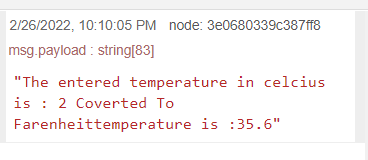 2/26/2022, 10:10:05 PM node: 3e0680339c387ff8
msg.payload : string[83]
"The entered temperature in celcius
is : 2 Coverted To
Farenheittemperature is :35.6"